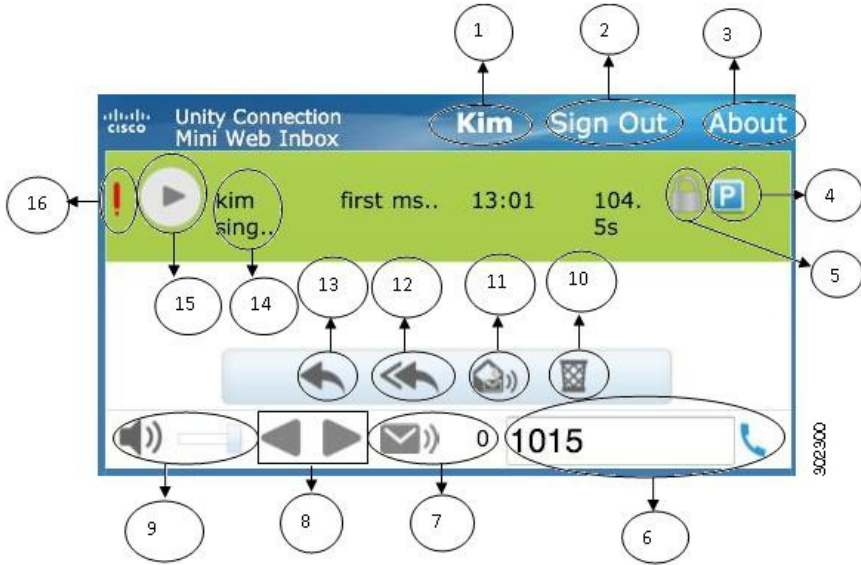 1
2
3
cisco
Unity Connection
Mini Web Inbox
Kim
Sign Out
About
16
kim
sing..
first ms..
13:01
104.
5s
P
4
5
15
14
13
12
11
10
0
1015
302300
9
8
7
6